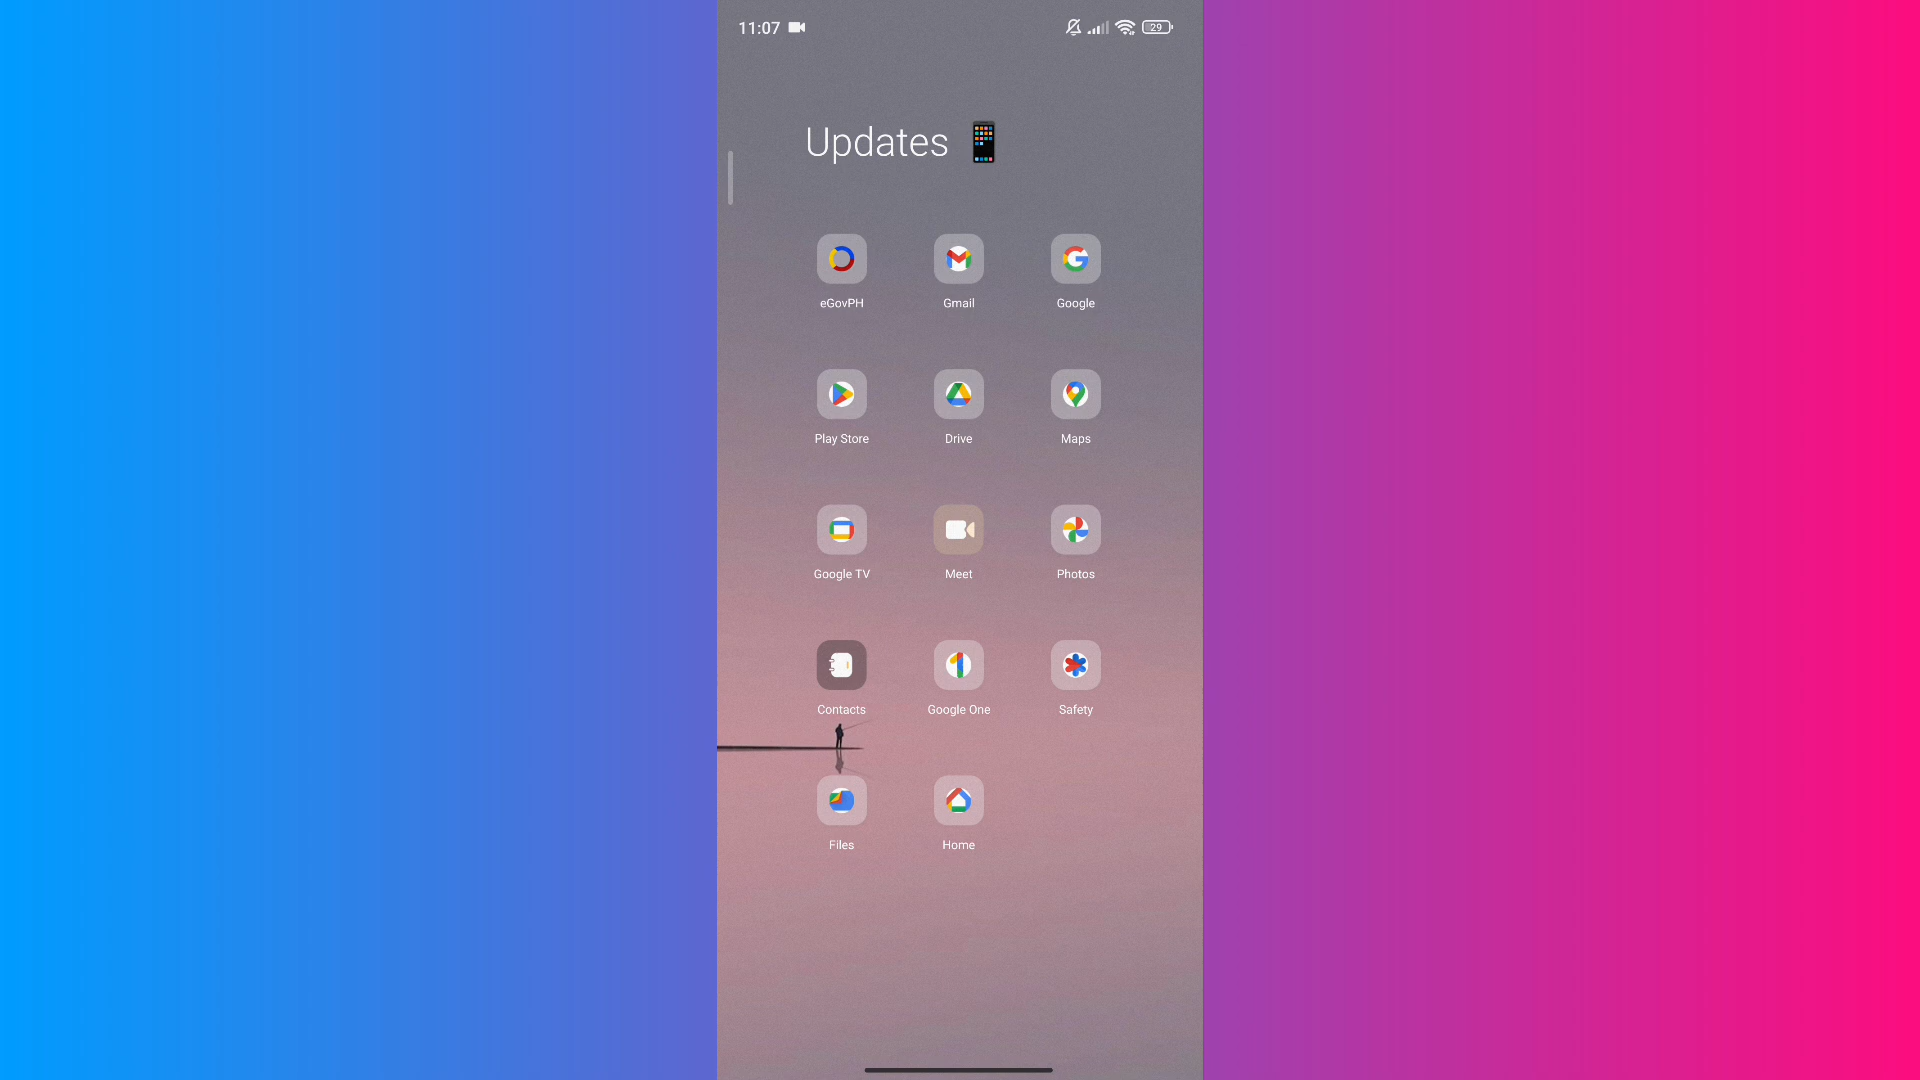 11:07
29
Updates 📱
eGovPH Gmail Google
Play Store Drive Maps
Google TV Meet Photos
Contacts Google One Safety
Files Home